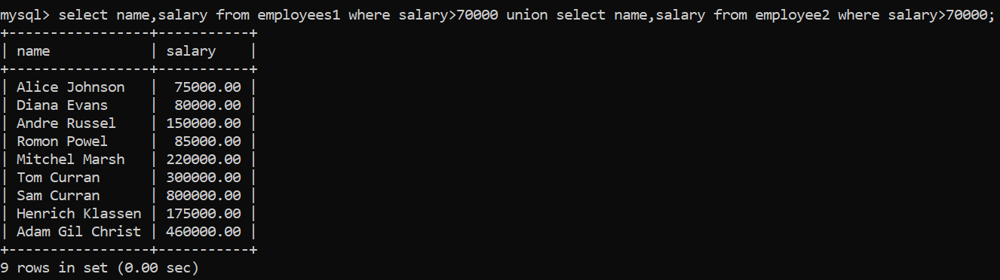 mysql> select name,salary from employees1 where salary>70000 union select name,salary from employee2 where salary>70000;
+-----------------+-----------+
| name            | salary    |
+-----------------+-----------+
| Alice Johnson   |  75000.00 |
| Diana Evans     |  80000.00 |
| Andre Russel    | 150000.00 |
| Romon Powel     |  85000.00 |
| Mitchel Marsh   | 220000.00 |
| Tom Curran      | 300000.00 |
| Sam Curran      | 800000.00 |
| Henrich Klassen | 175000.00 |
| Adam Gil Christ | 460000.00 |
+-----------------+-----------+
9 rows in set (0.00 sec)